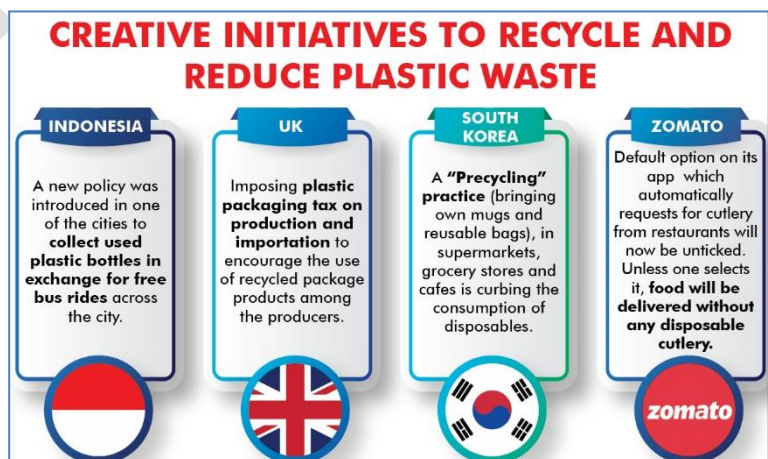 CREATIVE INITIATIVES TO RECYCLE AND
REDUCE PLASTIC WASTE
INDONESIA
A new policy was
introduced in one
of the cities to
collect used
plastic bottles in
exchange for free
bus rides across
the city.
UK
Imposing plastic
packaging tax on
production and
importation to
encourage the use
of recycled package
products among
the producers.
SOUTH
KOREA
A “Precycling”
practice (bringing
own mugs and
reusable bags), in
supermarkets,
grocery stores and
cafes is curbing the
consumption of
disposables.
ZOMATO
Default option on its
app which
automatically
requests for cutlery
from restaurants will
now be unticked.
Unless one selects
it, food will be
delivered without
any disposable
cutlery.
zomato